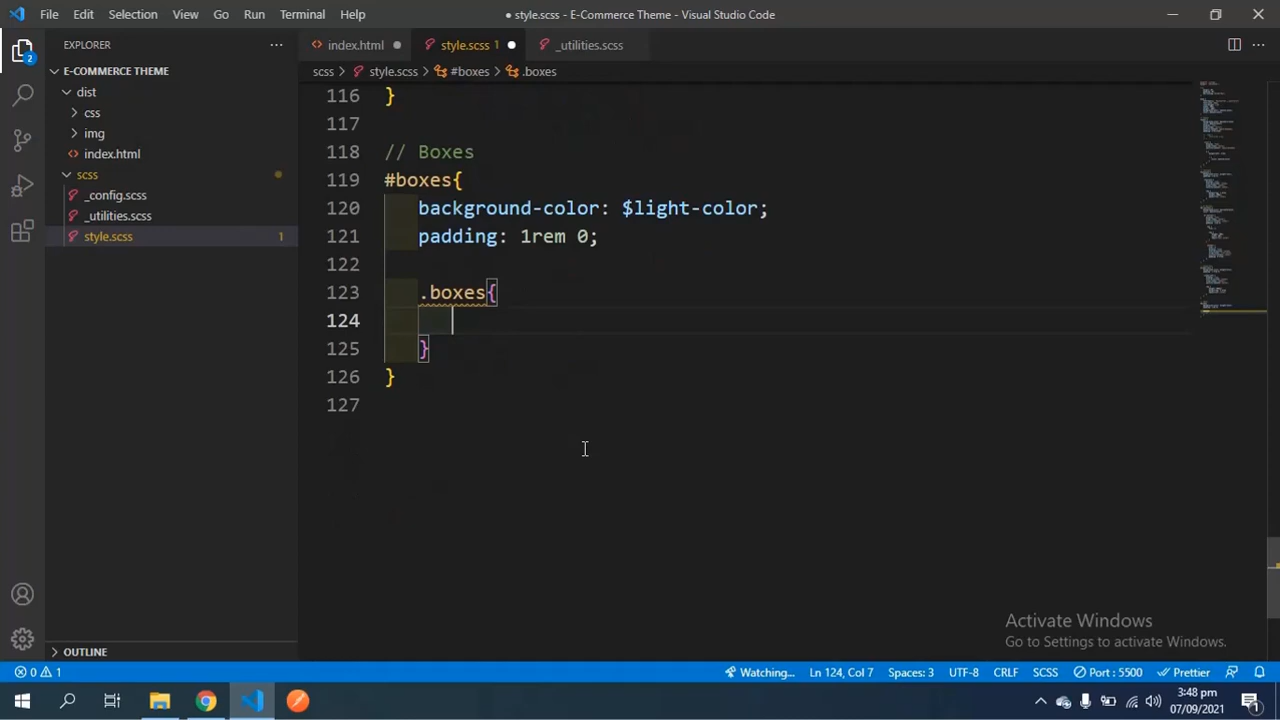 File Edit Selection View Go Run Terminal Help
● style.scss - E-Commerce Theme - Visual Studio Code
EXPLORER
index.html
style.scss 1
_utilities.scss
E-COMMERCE THEME
scss > style.scss > #boxes > .boxes
dist
css
img
index.html
scss
_config.scss
_utilities.scss
style.scss 1
116 }
117
118 // Boxes
119 #boxes{
120 background-color: $light-color;
121 padding: 1rem 0;
122
123 .boxes{
124
125 }
126 }
127
2
OUTLINE
Activate Windows
Go to Settings to activate Windows.
0 1
Watching... Ln 124, Col 7 Spaces: 3 UTF-8 CRLF SCSS Port : 5500 Prettier
3:48 pm
07/09/2021
1